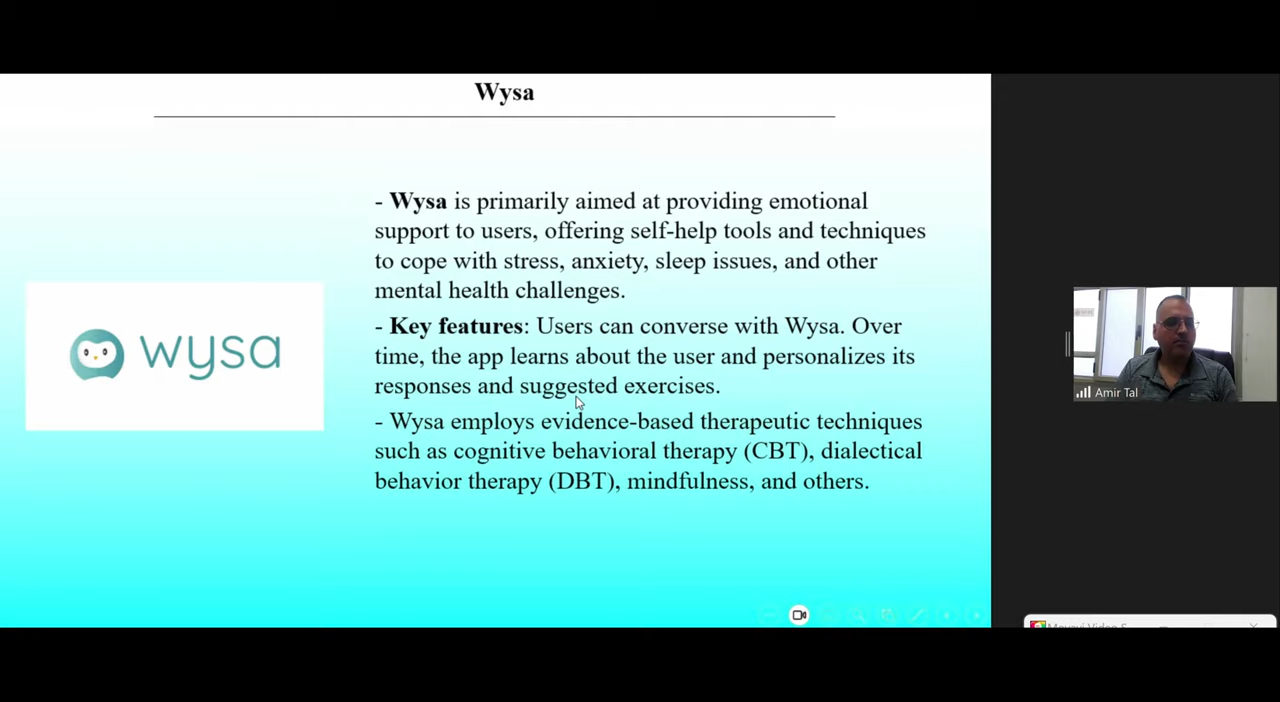 Wysa
- Wysa is primarily aimed at providing emotional
support to users, offering self-help tools and techniques
to cope with stress, anxiety, sleep issues, and other
mental health challenges.
- Key features: Users can converse with Wysa. Over
time, the app learns about the user and personalizes its
responses and suggested exercises.
- Wysa employs evidence-based therapeutic techniques
such as cognitive behavioral therapy (CBT), dialectical
behavior therapy (DBT), mindfulness, and others.
wysa
Amir Tal